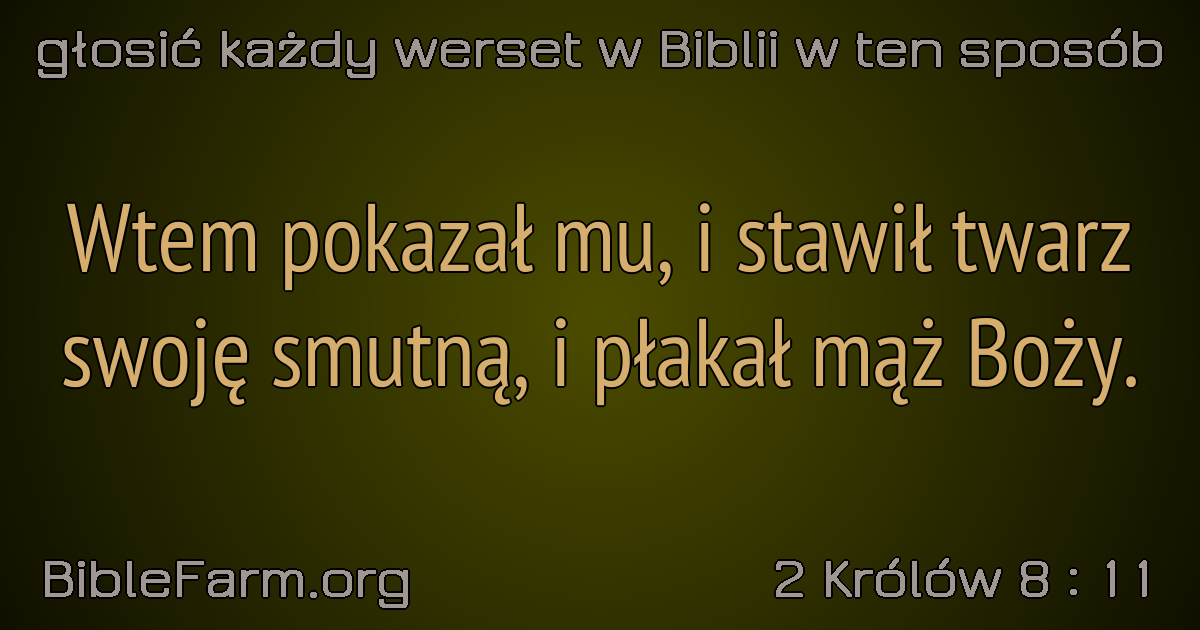 głosić każdy werset w Biblii w ten sposób
Wtem pokazał mu, i stawił twarz
swoję smutną, i płakał mąż Boży.
BibleFarm.org
2 Królów 8 : 11